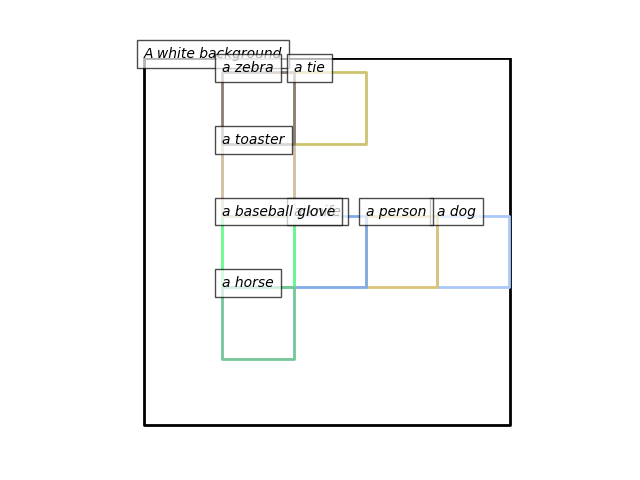 A white background
a zebra
a tie
a toaster
a baseball glove
a person
a dog
a horse